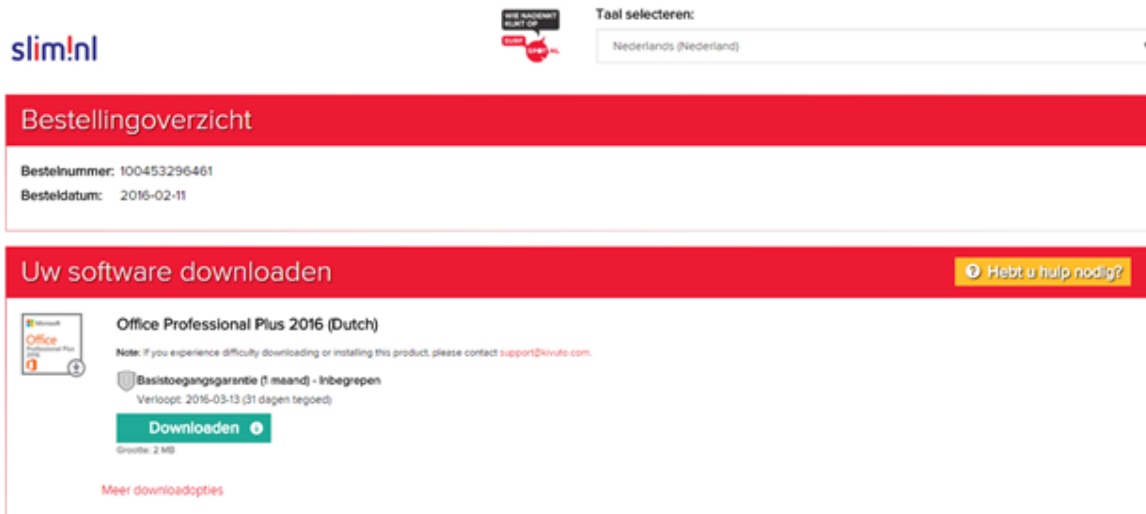 WIE NADENKT
KIJKT OP
SURF SPOT.NL
Taal selecteren:
slim!nl
Nederlands (Nederland)
Bestellingoverzicht
Bestelnummer: 100453296461
Besteldatum: 2016-02-11
Uw software downloaden
Hebt u hulp nodig?
Microsoft
Office
Professional Plus
2016
Office Professional Plus 2016 (Dutch)
Note: If you experience difficulty downloading or installing this product, please contact support@kivuto.com.
Basistoegangsgarantie (1 maand) - Inbegrepen
Verloopt: 2016-03-13 (31 dagen tegoed)
Downloaden
Grootte: 2 MB
Meer downloadopties